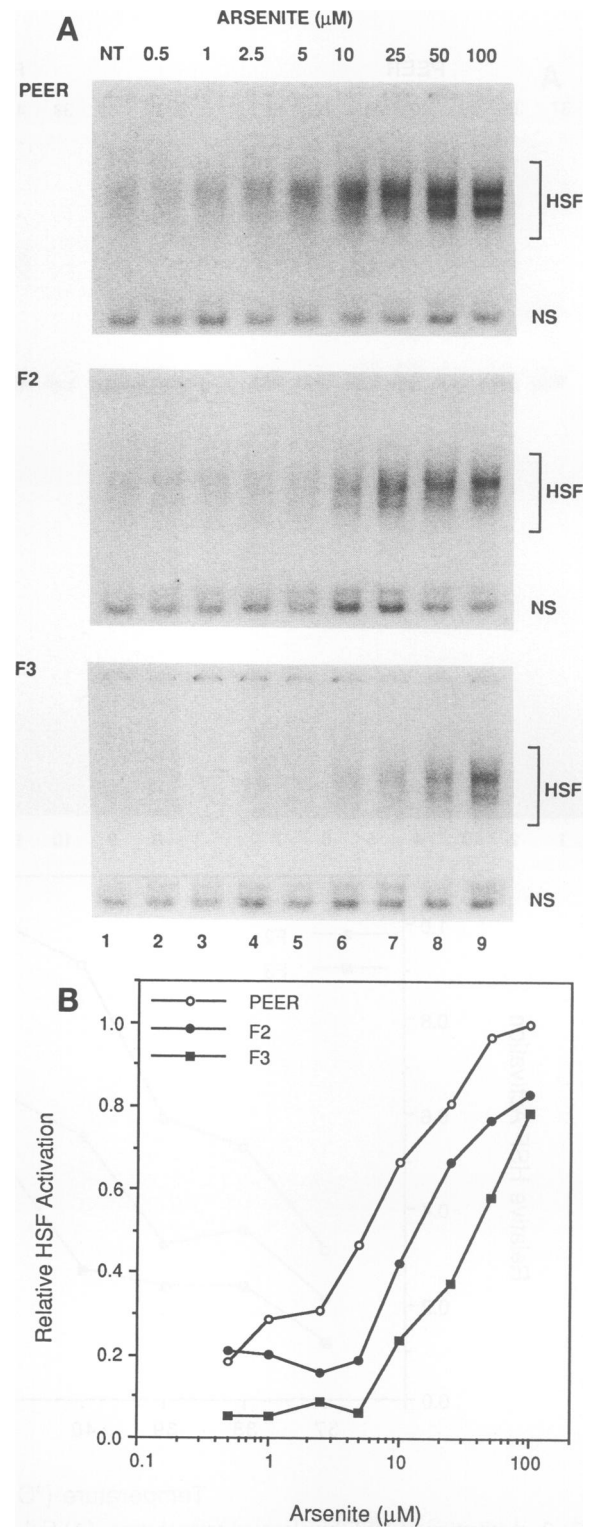 A
ARSENITE (μM)
NT 0.5 1 2.5 5 10 25 50 100
PEER
HSF
NS
F2
HSF
NS
F3
HSF
NS
1 2 3 4 5 6 7 8 9
B
PEER
F2
F3
1.0
0.8
0.6
0.4
0.2
0.0
Relative HSF Activation
0.1 1 10 100
Arsenite (μM)